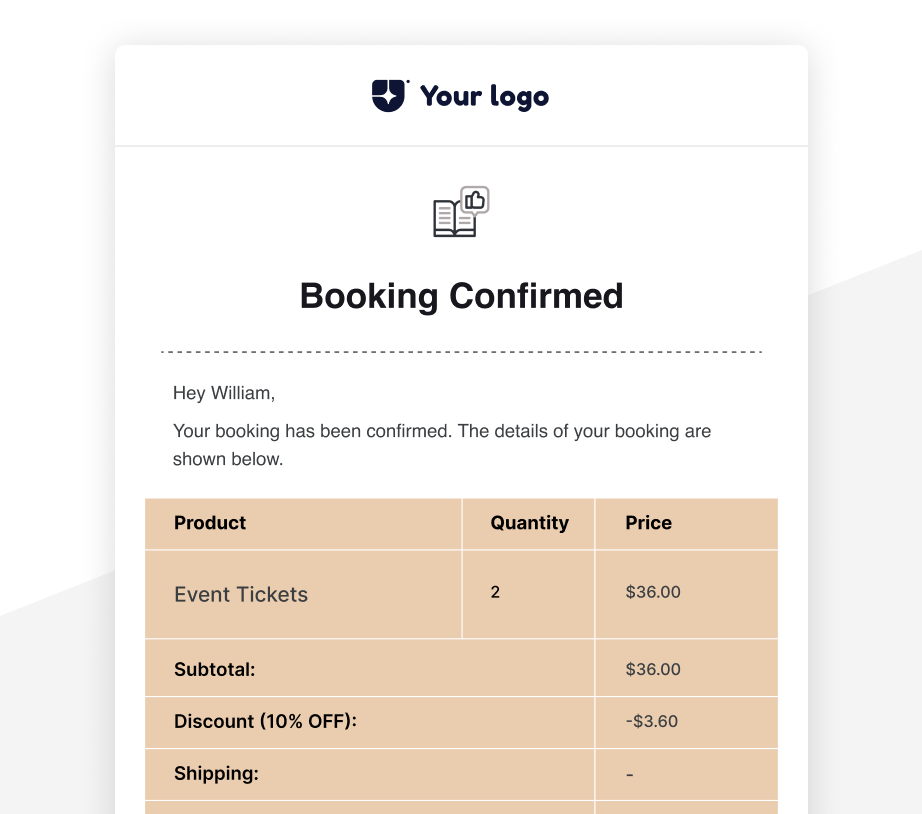 Your logo
Booking Confirmed
Hey William,
Your booking has been confirmed. The details of your booking are
shown below.
Product Quantity Price
Event Tickets 2 $36.00
Subtotal: $36.00
Discount (10% OFF): -$3.60
Shipping: -